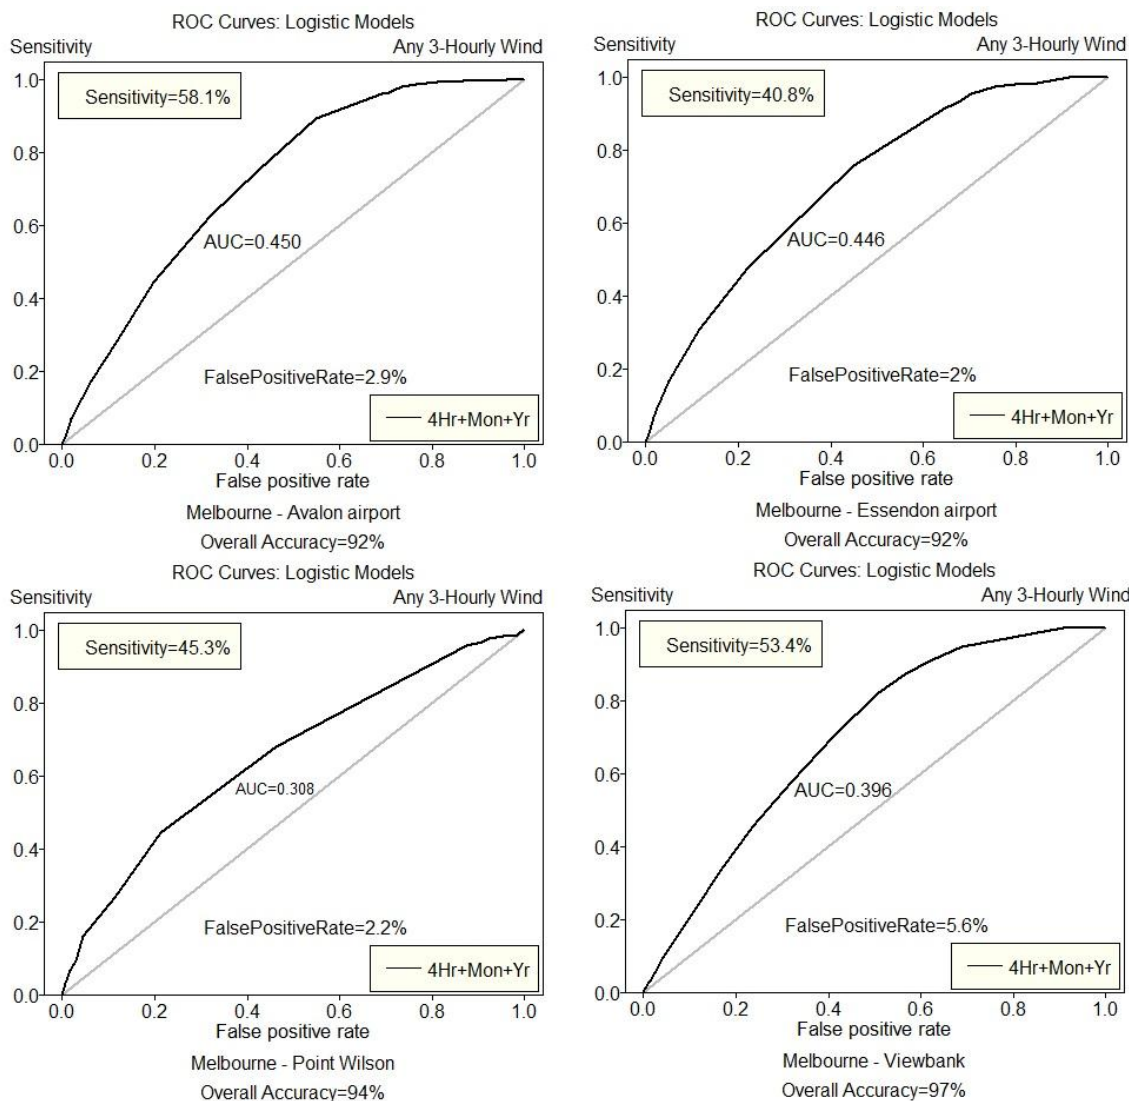 ROC Curves: Logistic Models
Sensitivity Any 3-Hourly Wind
1.0
Sensitivity=58.1%
0.8
0.6
AUC=0.450
0.4
0.2
FalsePositiveRate=2.9%
4Hr+Mon+Yr
0.0
0.0 0.2 0.4 0.6 0.8 1.0
False positive rate
Melbourne - Avalon airport
Overall Accuracy=92%
ROC Curves: Logistic Models
Sensitivity Any 3-Hourly Wind
1.0
Sensitivity=40.8%
0.8
0.6
AUC=0.446
0.4
0.2
FalsePositiveRate=2%
4Hr+Mon+Yr
0.0
0.0 0.2 0.4 0.6 0.8 1.0
False positive rate
Melbourne - Essendon airport
Overall Accuracy=92%
ROC Curves: Logistic Models
Sensitivity Any 3-Hourly Wind
1.0
Sensitivity=45.3%
0.8
0.6
AUC=0.308
0.4
0.2
FalsePositiveRate=2.2%
4Hr+Mon+Yr
0.0
0.0 0.2 0.4 0.6 0.8 1.0
False positive rate
Melbourne - Point Wilson
Overall Accuracy=94%
ROC Curves: Logistic Models
Sensitivity Any 3-Hourly Wind
1.0
Sensitivity=53.4%
0.8
0.6
AUC=0.396
0.4
0.2
FalsePositiveRate=5.6%
4Hr+Mon+Yr
0.0
0.0 0.2 0.4 0.6 0.8 1.0
False positive rate
Melbourne - Viewbank
Overall Accuracy=97%